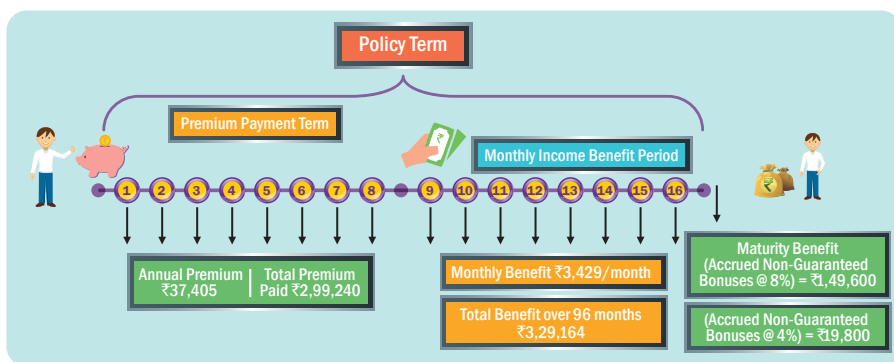 Policy Term
Premium Payment Term
Monthly Income Benefit Period
1 2 3 4 5 6 7 8 9 10 11 12 13 14 15 16
Annual Premium
₹37,405
Total Premium
Paid ₹2,99,240
Monthly Benefit ₹3,429/month
Total Benefit over 96 months
₹3,29,164
Maturity Benefit
(Accrued Non-Guaranteed
Bonuses @ 8%) = ₹1,49,600
(Accrued Non-Guaranteed
Bonuses @ 4%) = ₹19,800